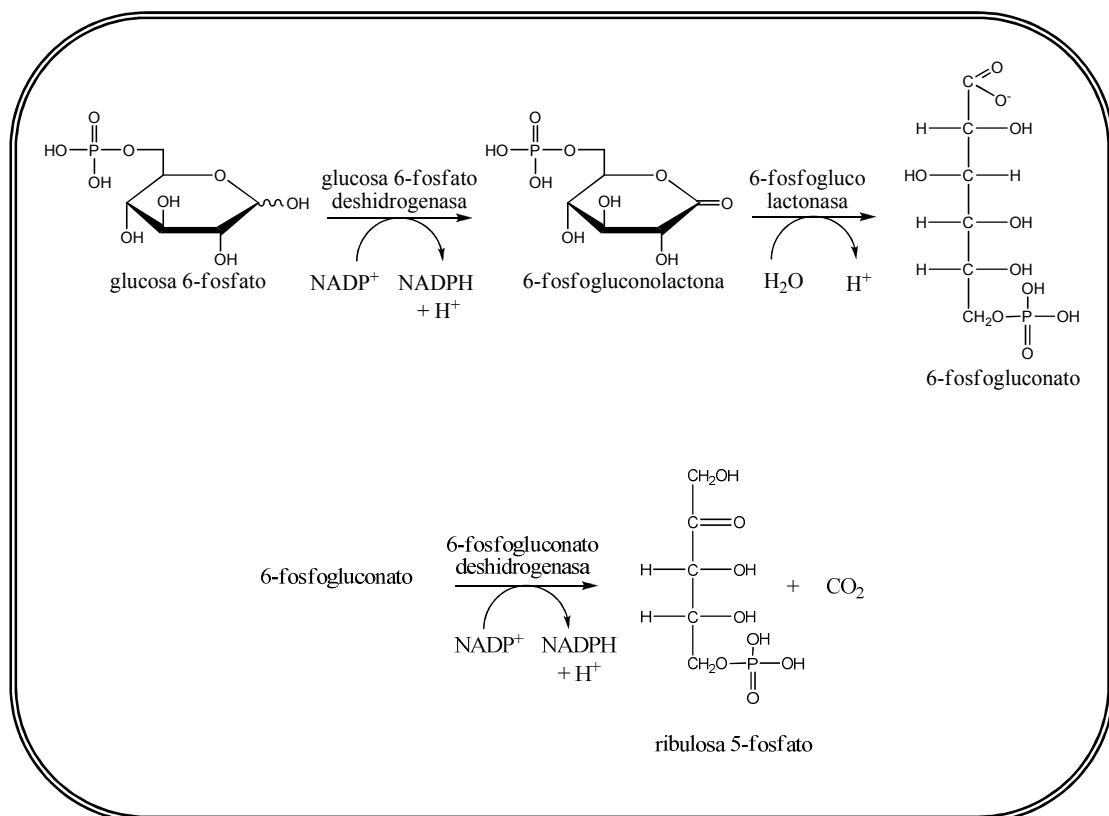 O
HO—P—O
OH
O
OH
OH
OH
OH
glucosa 6-fosfato
glucosa 6-fosfato
deshidrogenasa
NADP⁺ NADPH
+ H⁺
O
HO—P—O
OH
O
OH
OH
O
OH
6-fosfogluconolactona
6-fosfogluco
lactonasa
H₂O H⁺
C O
O⁻
H—C—OH
HO—C—H
H—C—OH
H—C—OH
OH
CH₂O—P—OH
O
6-fosfogluconato
6-fosfogluconato
6-fosfogluconato
deshidrogenasa
NADP⁺ NADPH
+ H⁺
CH₂OH
C=O
H—C—OH
H—C—OH
OH
CH₂O—P—OH
O
+ CO₂
ribulosa 5-fosfato